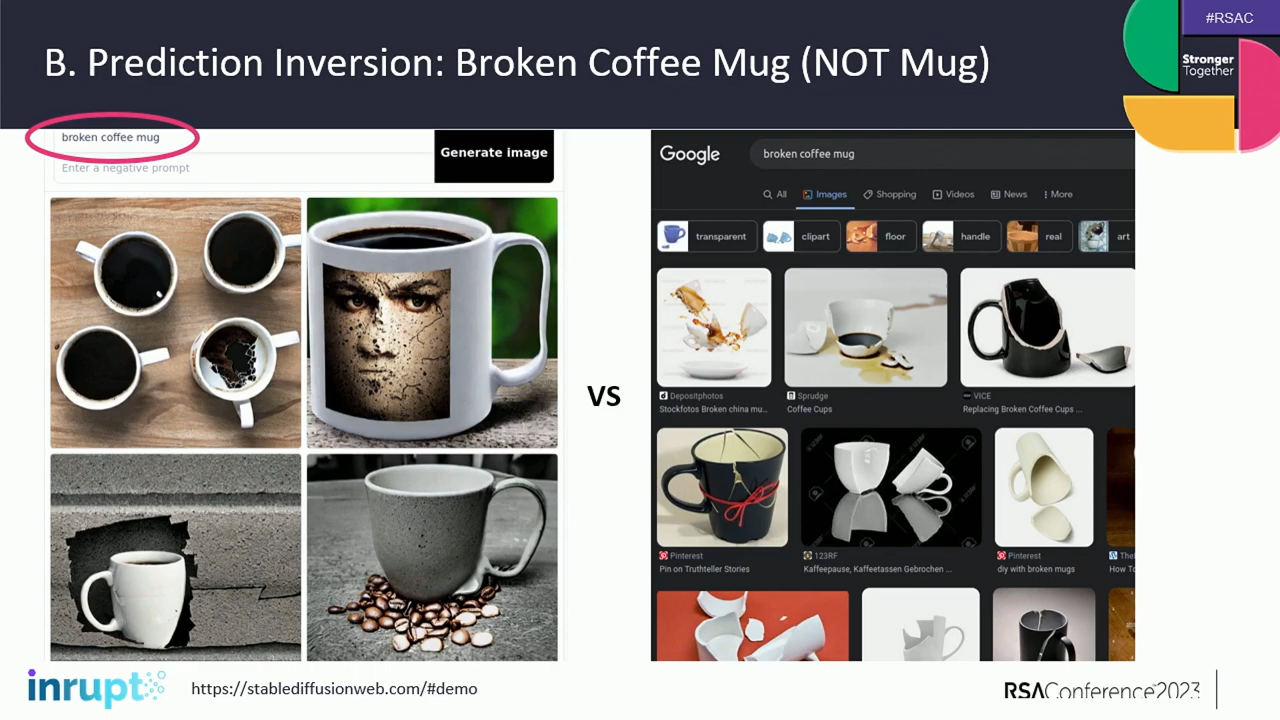 #RSAC
B. Prediction Inversion: Broken Coffee Mug (NOT Mug)
Stronger
Together
broken coffee mug
Enter a negative prompt
Generate image
Google
broken coffee mug
All
Images
Shopping
Videos
News
More
transparent
clipart
floor
handle
real
art
VS
Depositphotos
Stockfotos Broken china mu...
Sprudge
Coffee Cups
VICE
Replacing Broken Coffee Cups ...
Pinterest
Pin on Truthteller Stories
123RF
Kaffeepause, Kaffeetassen Gebrochen ...
Pinterest
diy with broken mugs
How To
inrupt
https://stablediffusionweb.com/#demo
RSAConference™2023